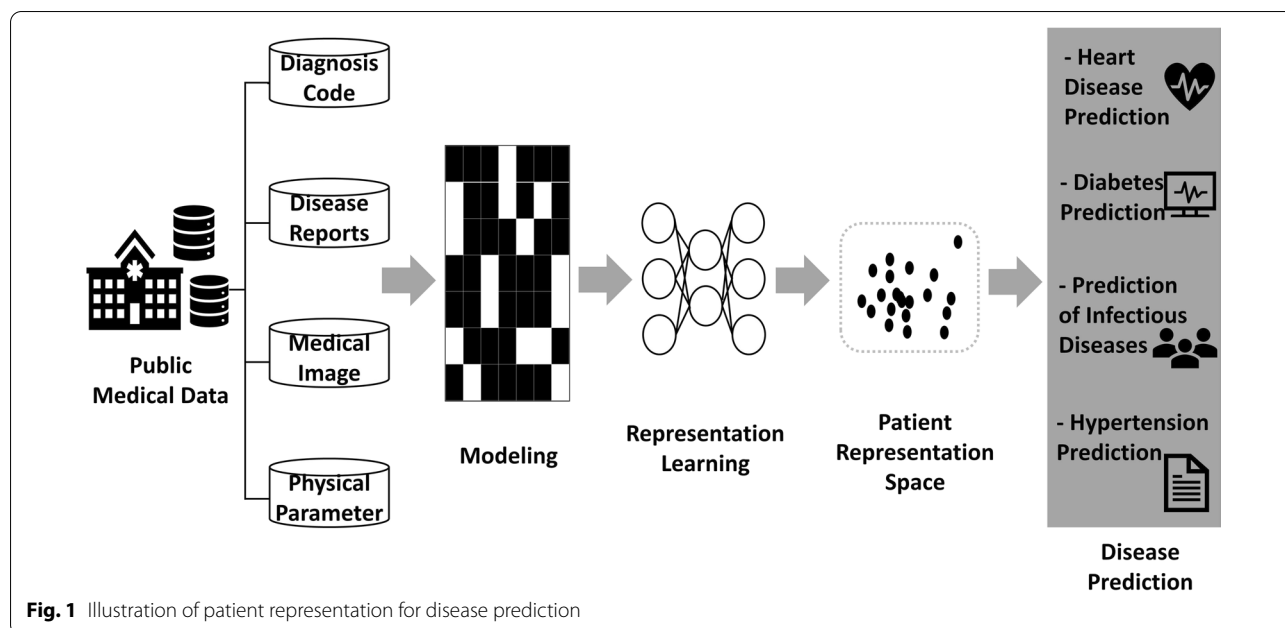 Public
Medical Data
Diagnosis
Code
Disease
Reports
Medical
Image
Physical
Parameter
Modeling
Representation
Learning
Patient
Representation
Space
- Heart
Disease
Prediction
- Diabetes
Prediction
- Prediction
of Infectious
Diseases
- Hypertension
Prediction
Disease
Prediction
Fig. 1 Illustration of patient representation for disease prediction